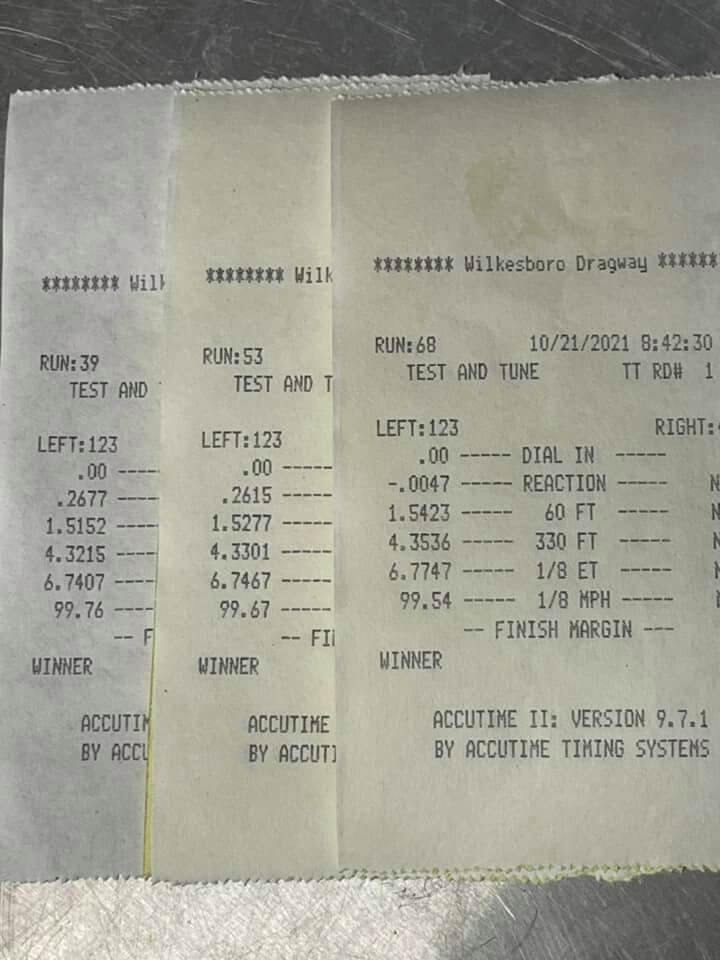 ******** Wilk
RUN:39
TEST AND
LEFT:123
.00 ----
.2677 ----
1.5152 ----
4.3215 ----
6.7407 ----
99.76 ----
-- F
WINNER
ACCUTIM
BY ACCU
******** Wilk
RUN:53
TEST AND T
LEFT:123
.00 -----
.2615 -----
1.5277 -----
4.3301 -----
6.7467 -----
99.67 -----
-- FI
WINNER
ACCUTIME
BY ACCUTI
******** Wilkesboro Dragway ******
RUN:68 10/21/2021 8:42:30
TEST AND TUNE TT RD# 1
LEFT:123 RIGHT:
.00 ----- DIAL IN -----
-.0047 ----- REACTION ----- N
1.5423 ----- 60 FT ----- N
4.3536 ----- 330 FT ----- N
6.7747 ----- 1/8 ET ----- N
99.54 ----- 1/8 MPH ----- N
-- FINISH MARGIN ---
WINNER
ACCUTIME II: VERSION 9.7.1
BY ACCUTIME TIMING SYSTEMS